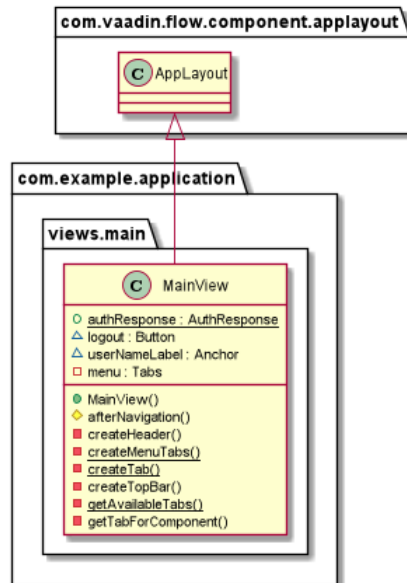 com.vaadin.flow.component.applayout
C AppLayout
com.example.application
views.main
C MainView
authResponse : AuthResponse
logout : Button
userNameLabel : Anchor
menu : Tabs
MainView()
afterNavigation()
createHeader()
createMenuTabs()
createTab()
createTopBar()
getAvailableTabs()
getTabForComponent()